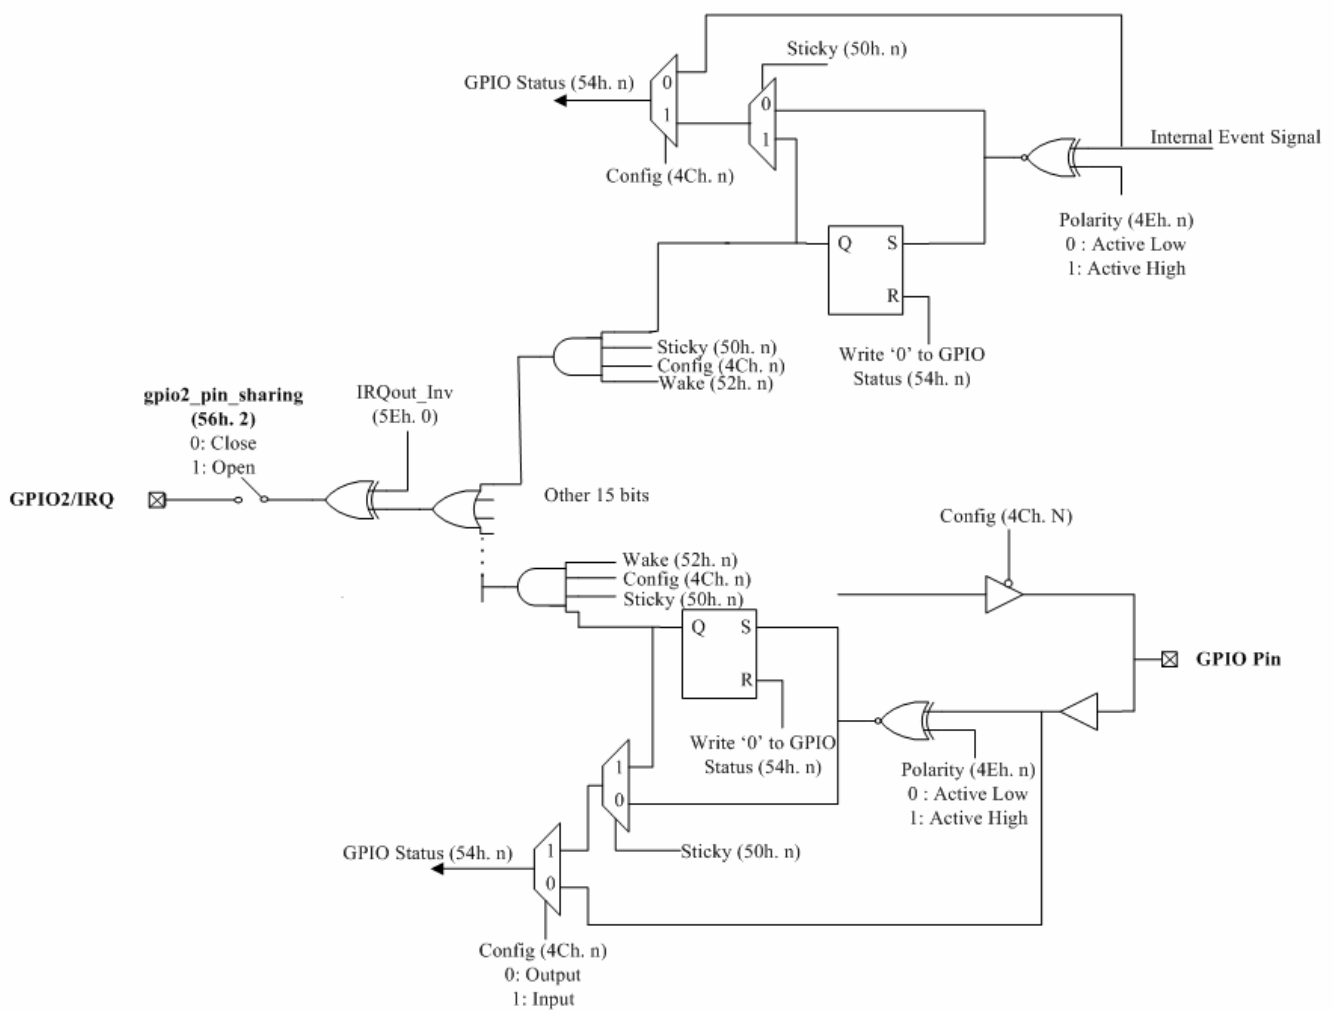 Sticky (50h. n)
GPIO Status (54h. n)
0
1
0
1
Config (4Ch. n)
Internal Event Signal
Polarity (4Eh. n)
0 : Active Low
1: Active High
Q
S
R
Write ‘0’ to GPIO
Status (54h. n)
Sticky (50h. n)
Config (4Ch. n)
Wake (52h. n)
gpio2_pin_sharing
(56h. 2)
0: Close
1: Open
IRQout_Inv
(5Eh. 0)
GPIO2/IRQ
Other 15 bits
Wake (52h. n)
Config (4Ch. n)
Sticky (50h. n)
Config (4Ch. N)
GPIO Pin
Q
S
R
Write ‘0’ to GPIO
Status (54h. n)
Polarity (4Eh. n)
0 : Active Low
1: Active High
1
0
Sticky (50h. n)
GPIO Status (54h. n)
1
0
Config (4Ch. n)
0: Output
1: Input